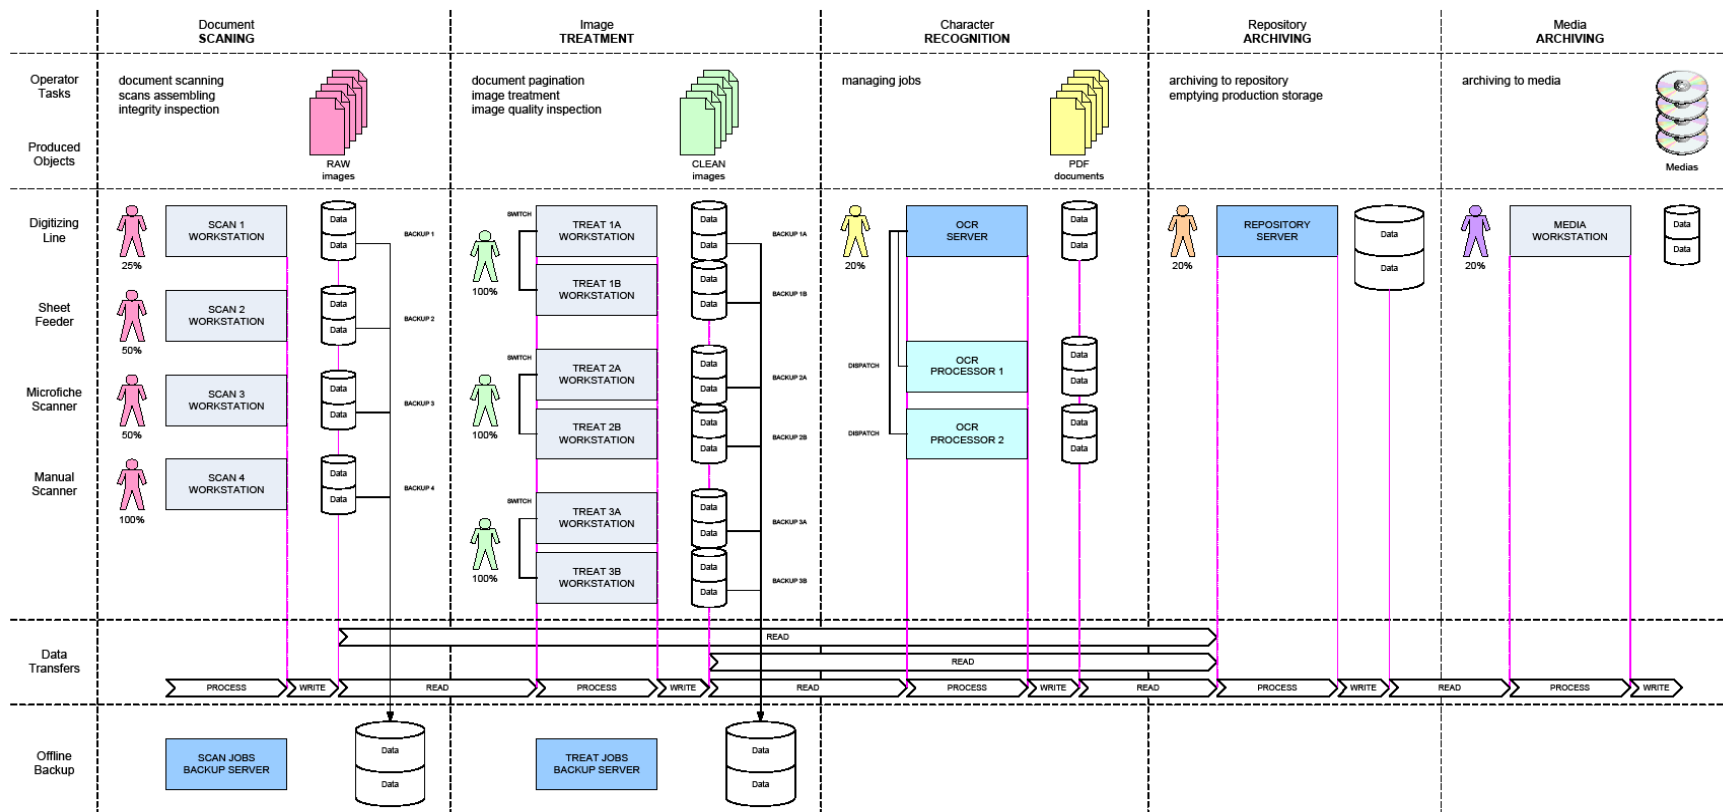 Document
SCANING
Image
TREATMENT
Character
RECOGNITION
Repository
ARCHIVING
Media
ARCHIVING
Operator
Tasks
document scanning
scans assembling
integrity inspection
document pagination
image treatment
image quality inspection
managing jobs
archiving to repository
emptying production storage
archiving to media
Produced
Objects
RAW
images
CLEAN
images
PDF
documents
Medias
Digitizing
Line
25%
SCAN 1
WORKSTATION
Data
Data
BACKUP 1
SWITCH
100%
TREAT 1A
WORKSTATION
Data
Data
BACKUP 1A
TREAT 1B
WORKSTATION
Data
Data
BACKUP 1B
20%
OCR
SERVER
Data
Data
20%
REPOSITORY
SERVER
Data
Data
20%
MEDIA
WORKSTATION
Data
Data
Sheet
Feeder
50%
SCAN 2
WORKSTATION
Data
Data
BACKUP 2
SWITCH
100%
TREAT 2A
WORKSTATION
Data
Data
BACKUP 2A
TREAT 2B
WORKSTATION
Data
Data
BACKUP 2B
DISPATCH
OCR
PROCESSOR 1
Data
Data
DISPATCH
OCR
PROCESSOR 2
Data
Data
Microfiche
Scanner
50%
SCAN 3
WORKSTATION
Data
Data
BACKUP 3
Manual
Scanner
100%
SCAN 4
WORKSTATION
Data
Data
BACKUP 4
SWITCH
100%
TREAT 3A
WORKSTATION
Data
Data
BACKUP 3A
TREAT 3B
WORKSTATION
Data
Data
BACKUP 3B
Data
Transfers
READ
READ
PROCESS
WRITE
READ
PROCESS
WRITE
READ
PROCESS
WRITE
READ
PROCESS
WRITE
READ
PROCESS
WRITE
Offline
Backup
SCAN JOBS
BACKUP SERVER
Data
Data
TREAT JOBS
BACKUP SERVER
Data
Data